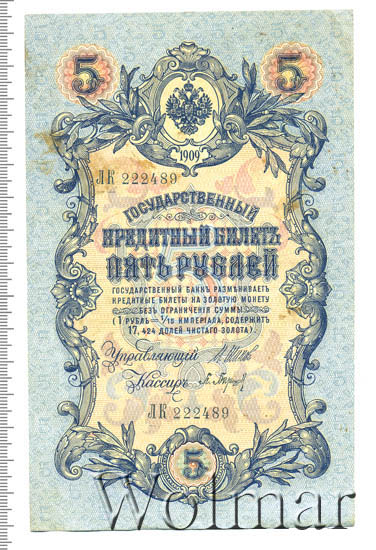 5 5
1909
ЛК 222489
ГОСУДАРСТВЕННЫЙ
КРЕДИТНЫЙ БИЛЕТЪ
ПЯТЬ РУБЛЕЙ
ГОСУДАРСТВЕННЫЙ БАНКЪ РАЗМѢНИВАЕТЪ
КРЕДИТНЫЕ БИЛЕТЫ НА ЗОЛОТУЮ МОНЕТУ
БЕЗЪ ОГРАНИЧЕНІЯ СУММЫ
(1 РУБЛЬ = 1/15 ИМПЕРІАЛА, СОДЕРЖИТЪ
17,424 ДОЛЕЙ ЧИСТАГО ЗОЛОТА).
Управляющій
Кассиръ
ЛК 222489
5
Wolmar